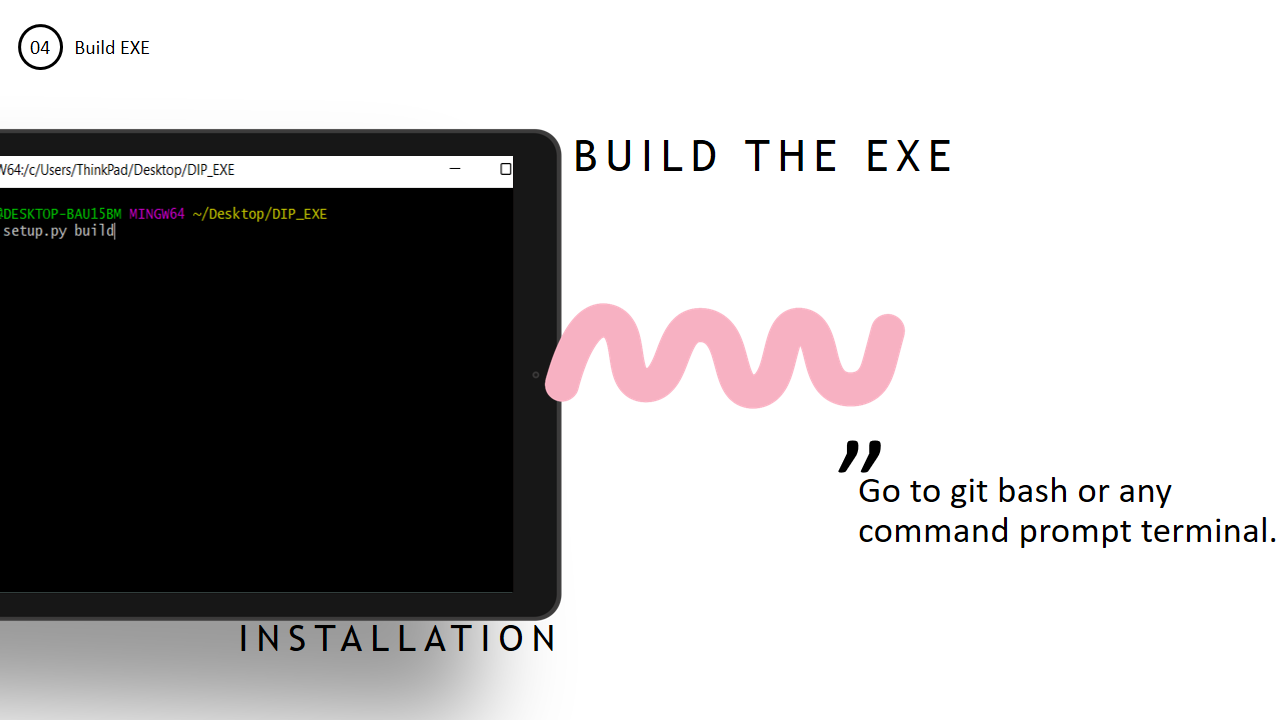 04 Build EXE
BUILD THE EXE
W64:/c/Users/ThinkPad/Desktop/DIP_EXE
DESKTOP-BAU15BM MINGW64 ~/Desktop/DIP_EXE
setup.py build
”
Go to git bash or any
command prompt terminal.
INSTALLATION